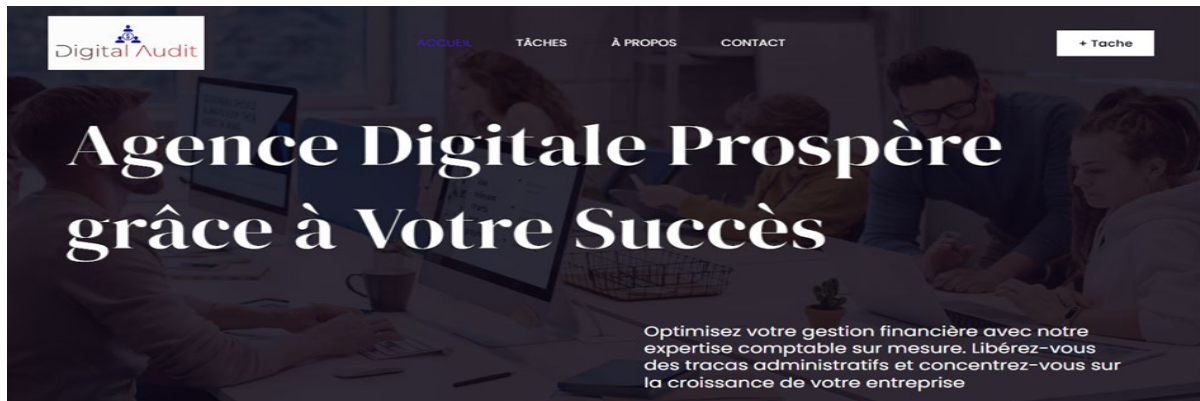 Digital Audit
ACCUEIL TÂCHES À PROPOS CONTACT
+ Tache
Agence Digitale Prospère
grâce à Votre Succès
Optimisez votre gestion financière avec notre
expertise comptable sur mesure. Libérez-vous
des tracas administratifs et concentrez-vous sur
la croissance de votre entreprise